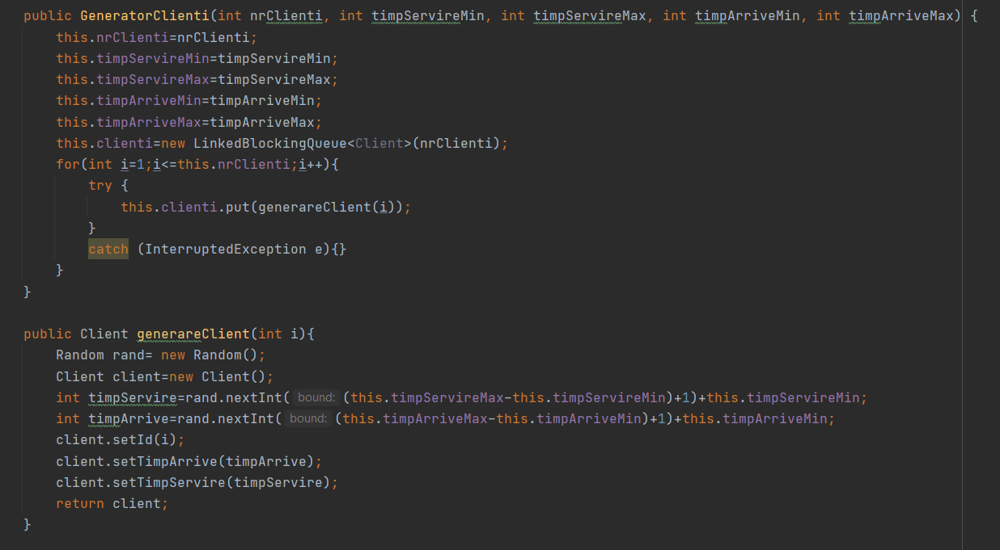 public GeneratorClienti(int nrClienti, int timpServireMin, int timpServireMax, int timpArriveMin, int timpArriveMax) {
    this.nrClienti=nrClienti;
    this.timpServireMin=timpServireMin;
    this.timpServireMax=timpServireMax;
    this.timpArriveMin=timpArriveMin;
    this.timpArriveMax=timpArriveMax;
    this.clienti=new LinkedBlockingQueue<Client>(nrClienti);
    for(int i=1;i<=this.nrClienti;i++){
        try {
            this.clienti.put(generareClient(i));
        }
        catch (InterruptedException e){}
    }
}
public Client generareClient(int i){
    Random rand= new Random();
    Client client=new Client();
    int timpServire=rand.nextInt( bound: (this.timpServireMax-this.timpServireMin)+1)+this.timpServireMin;
    int timpArrive=rand.nextInt( bound: (this.timpArriveMax-this.timpArriveMin)+1)+this.timpArriveMin;
    client.setId(i);
    client.setTimpArrive(timpArrive);
    client.setTimpServire(timpServire);
    return client;
}